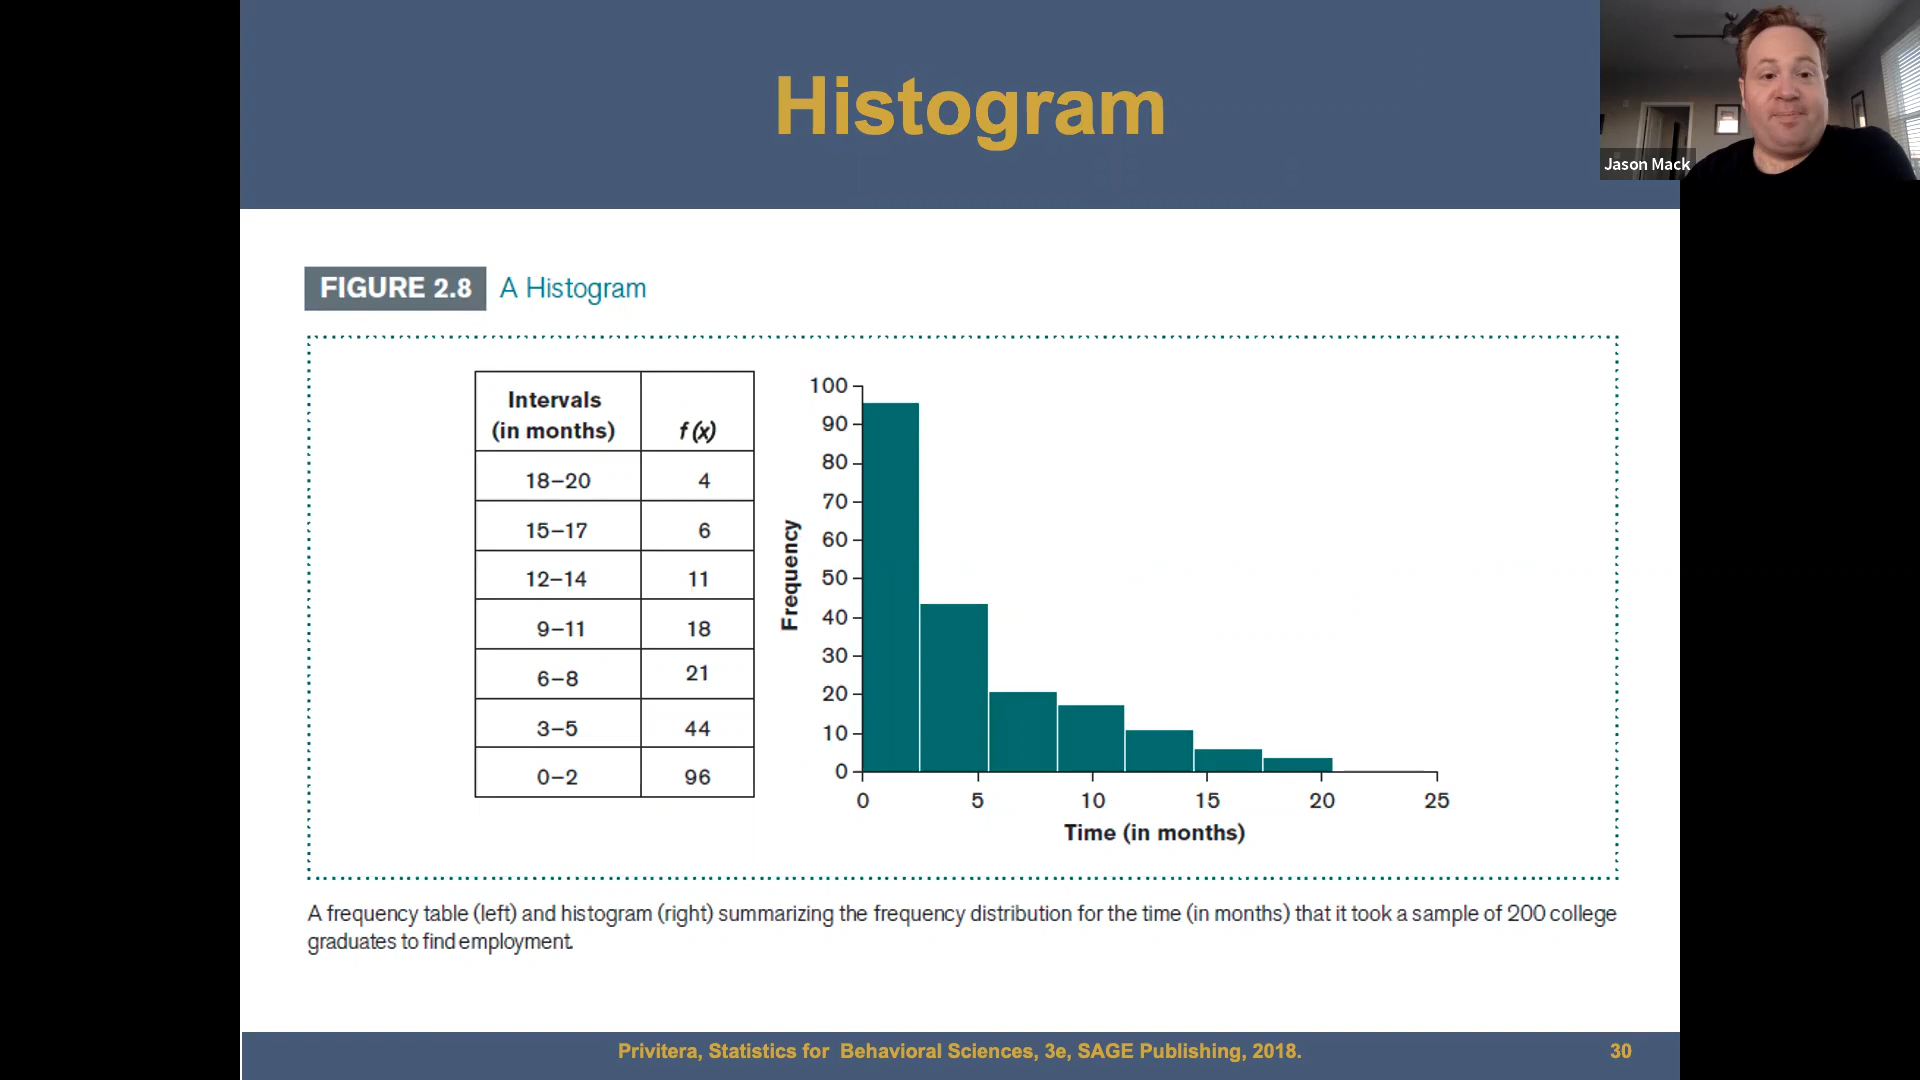 Histogram
Jason Mack
FIGURE 2.8 A Histogram
Intervals
(in months) f (x)
18–20 4
15–17 6
12–14 11
9–11 18
6–8 21
3–5 44
0–2 96
Frequency
100
90
80
70
60
50
40
30
20
10
0
0 5 10 15 20 25
Time (in months)
A frequency table (left) and histogram (right) summarizing the frequency distribution for the time (in months) that it took a sample of 200 college
graduates to find employment.
Privitera, Statistics for Behavioral Sciences, 3e, SAGE Publishing, 2018. 30